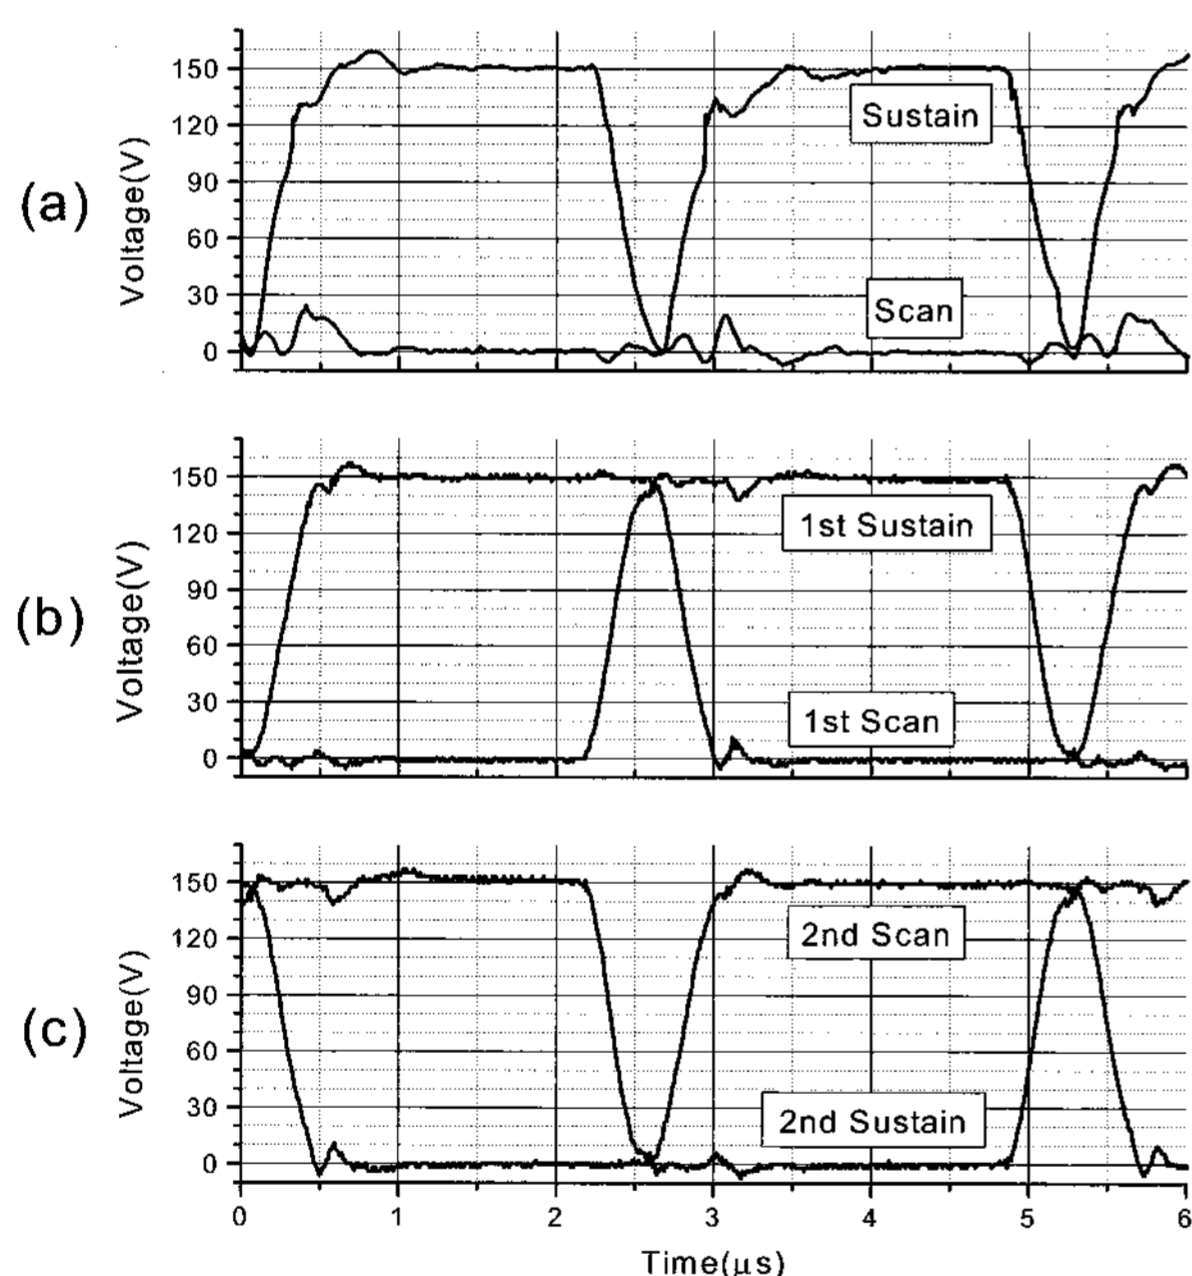 (a)
Voltage(V)
150
120
90
60
30
0
Sustain
Scan
(b)
Voltage(V)
150
120
90
60
30
0
1st Sustain
1st Scan
(c)
Voltage(V)
150
120
90
60
30
0
2nd Scan
2nd Sustain
0 1 2 3 4 5 6
Time(μs)